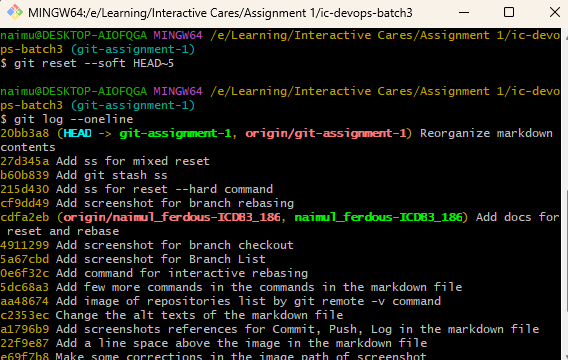 MINGW64:/e/Learning/Interactive Cares/Assignment 1/ic-devops-batch3
naimu@DESKTOP-AIOFQGA MINGW64 /e/Learning/Interactive Cares/Assignment 1/ic-devo
ps-batch3 (git-assignment-1)
$ git reset --soft HEAD~5
naimu@DESKTOP-AIOFQGA MINGW64 /e/Learning/Interactive Cares/Assignment 1/ic-devo
ps-batch3 (git-assignment-1)
$ git log --oneline
20bb3a8 (HEAD -> git-assignment-1, origin/git-assignment-1) Reorganize markdown
contents
27d345a Add ss for mixed reset
b60b839 Add git stash ss
215d430 Add ss for reset --hard command
cf9dd49 Add screenshot for branch rebasing
cdfa2eb (origin/naimul_ferdous-ICDB3_186, naimul_ferdous-ICDB3_186) Add docs for
reset and rebase
4911299 Add screenshot for branch checkout
5a67cbd Add screenshot for Branch List
0e6f32c Add command for interactive rebasing
5dc68a3 Add few more commands in the commands in the markdown file
aa48674 Add image of repositories list by git remote -v command
c2353ec Change the alt texts of the markdown file
a1796b9 Add screenshots references for Commit, Push, Log in the markdown file
22f9e87 Add a line space above the image in the markdown file
e69f7b8 Make some corrections in the image path of screenshot